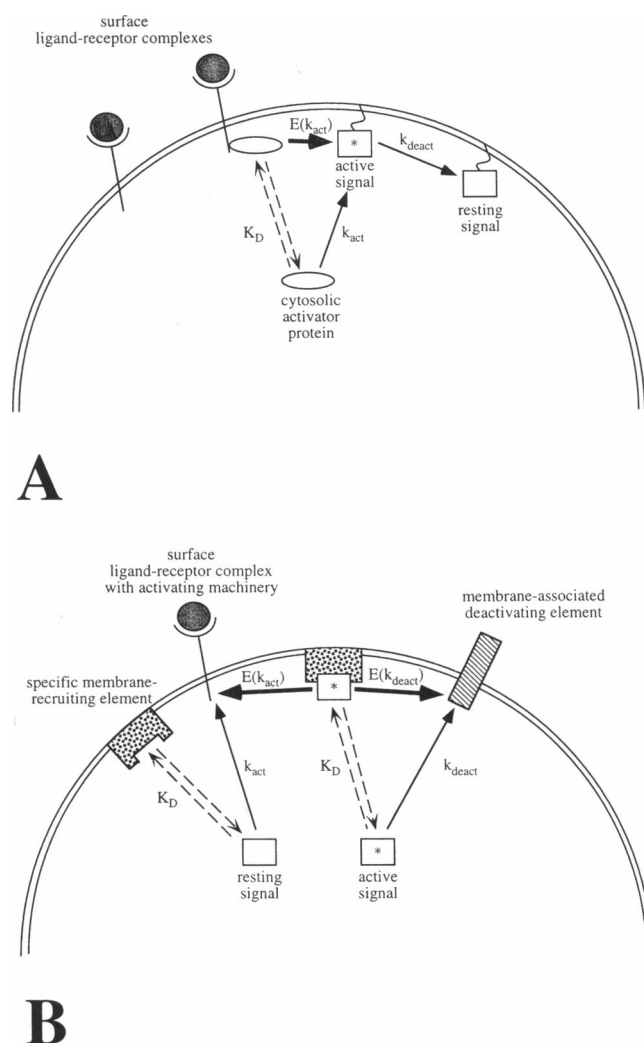 surface
ligand-receptor complexes
E(k_act)
*
k_deact
active
signal
resting
signal
K_D
k_act
cytosolic
activator
protein
A
surface
ligand-receptor complex
with activating machinery
membrane-associated
deactivating element
specific membrane-
recruiting element
E(k_act)
E(k_deact)
*
k_act
K_D
k_deact
K_D
*
resting
signal
active
signal
B